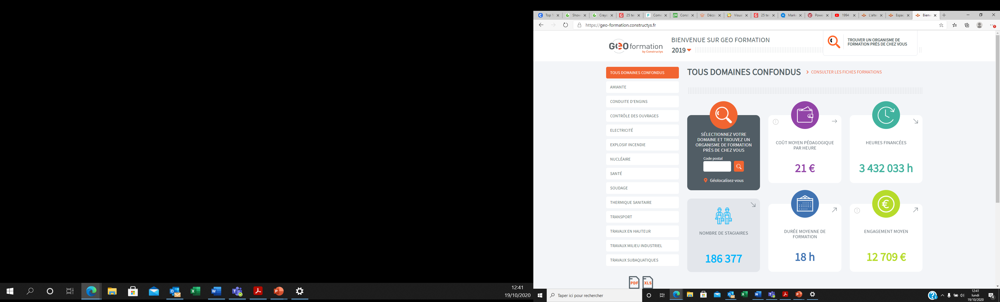 Top 1
Show
Crayo
25 te
Come
Const
Déco
Visua
25 te
Mark
Powe
1994
L'alte
Espac
Bienv
https://geo-formation.constructys.fr
GEOformation
by Constructys
BIENVENUE SUR GEO FORMATION
2019
TROUVER UN ORGANISME DE
FORMATION PRÈS DE CHEZ VOUS
TOUS DOMAINES CONFONDUS
AMIANTE
CONDUITE D'ENGINS
CONTRÔLE DES OUVRAGES
ELECTRICITÉ
EXPLOSIF INCENDIE
NUCLÉAIRE
SANTÉ
SOUDAGE
THERMIQUE SANITAIRE
TRANSPORT
TRAVAUX EN HAUTEUR
TRAVAUX MILIEU INDUSTRIEL
TRAVAUX SUBAQUATIQUES
PDF XLS
TOUS DOMAINES CONFONDUS
CONSULTER LES FICHES FORMATIONS
SÉLECTIONNEZ VOTRE
DOMAINE ET TROUVEZ UN
ORGANISME DE FORMATION
PRÈS DE CHEZ VOUS
Code postal
Géolocalisez-vous
COÛT MOYEN PÉDAGOGIQUE
PAR HEURE
21 €
HEURES FINANCÉES
3 432 033 h
NOMBRE DE STAGIAIRES
186 377
DURÉE MOYENNE DE
FORMATION
18 h
ENGAGEMENT MOYEN
12 709 €
12:41
19/10/2020
Taper ici pour rechercher
12:41
lundi
19/10/2020